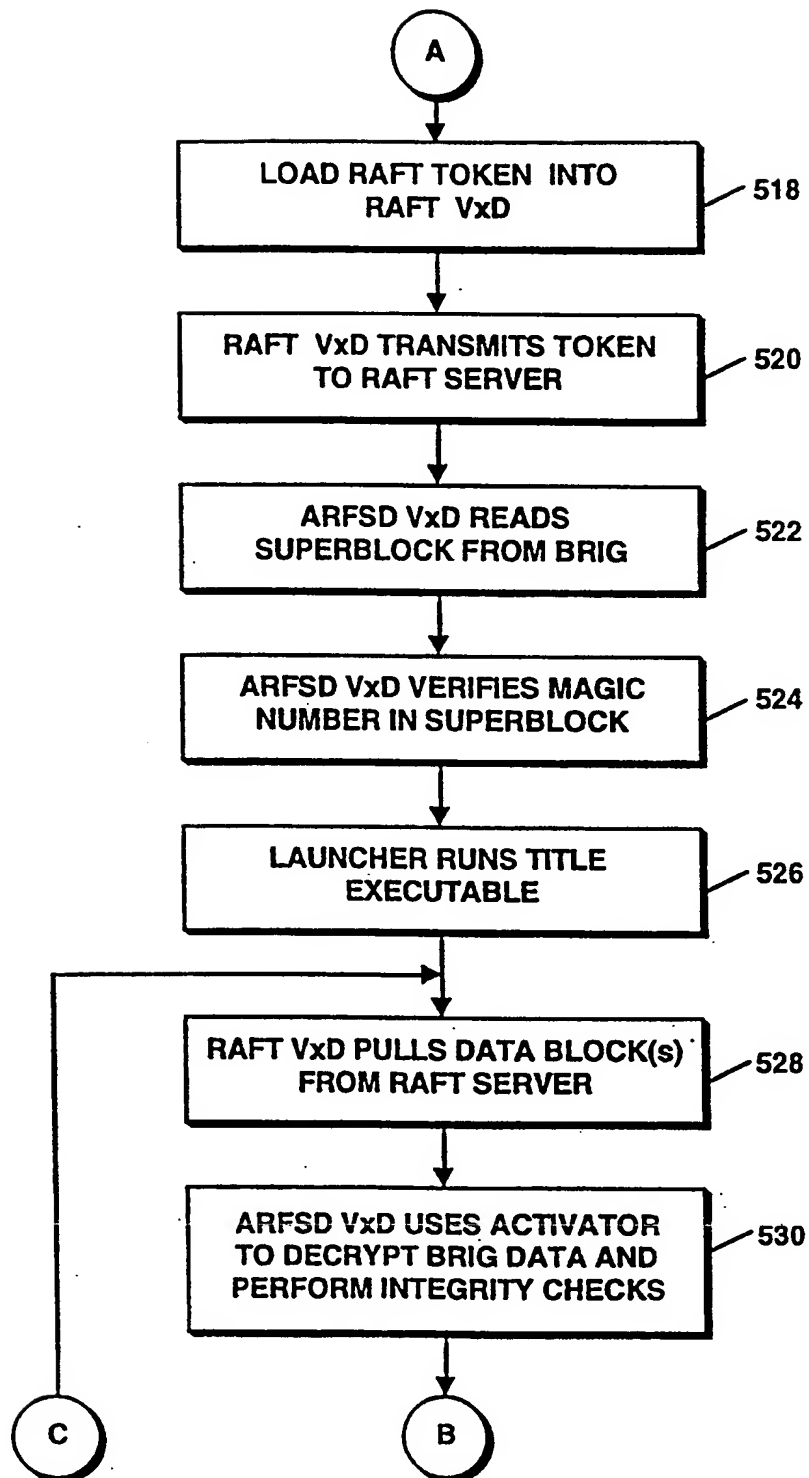 A
LOAD RAFT TOKEN INTO
RAFT VxD
518
RAFT VxD TRANSMITS TOKEN
TO RAFT SERVER
520
ARFSD VxD READS
SUPERBLOCK FROM BRIG
522
ARFSD VxD VERIFIES MAGIC
NUMBER IN SUPERBLOCK
524
LAUNCHER RUNS TITLE
EXECUTABLE
526
RAFT VxD PULLS DATA BLOCK(s)
FROM RAFT SERVER
528
ARFSD VxD USES ACTIVATOR
TO DECRYPT BRIG DATA AND
PERFORM INTEGRITY CHECKS
530
C
B